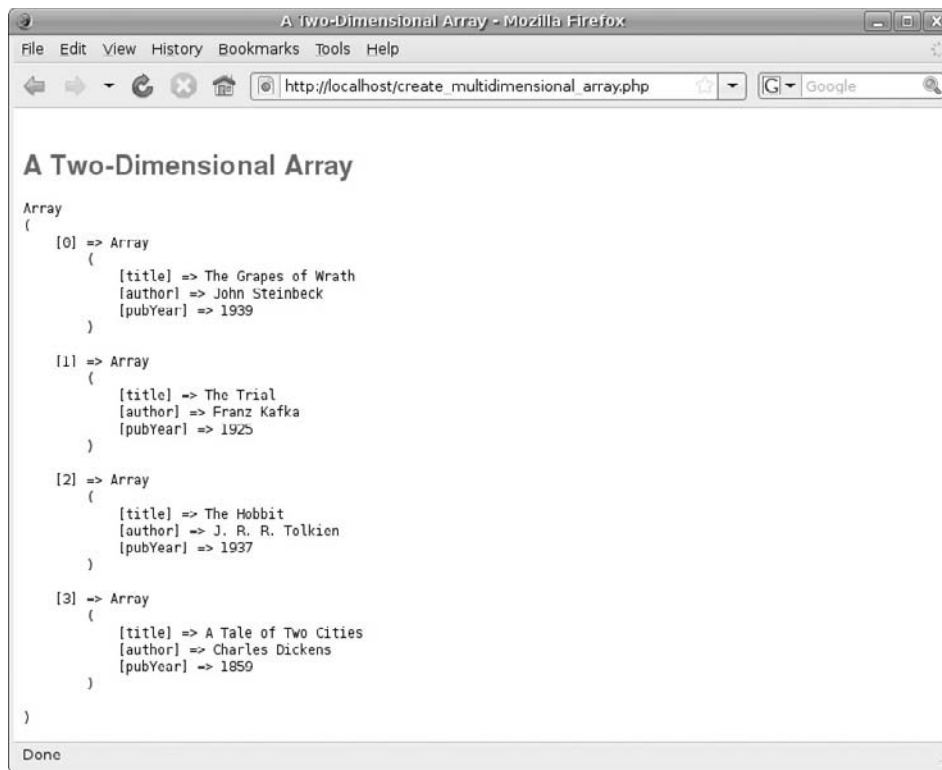 A Two-Dimensional Array - Mozilla Firefox
File Edit View History Bookmarks Tools Help
http://localhost/create_multidimensional_array.php G Google
A Two-Dimensional Array
Array
(
    [0] => Array
        (
            [title] => The Grapes of Wrath
            [author] => John Steinbeck
            [pubYear] => 1939
        )
    [1] => Array
        (
            [title] => The Trial
            [author] => Franz Kafka
            [pubYear] => 1925
        )
    [2] => Array
        (
            [title] => The Hobbit
            [author] => J. R. R. Tolkien
            [pubYear] => 1937
        )
    [3] => Array
        (
            [title] => A Tale of Two Cities
            [author] => Charles Dickens
            [pubYear] => 1859
        )
)
Done